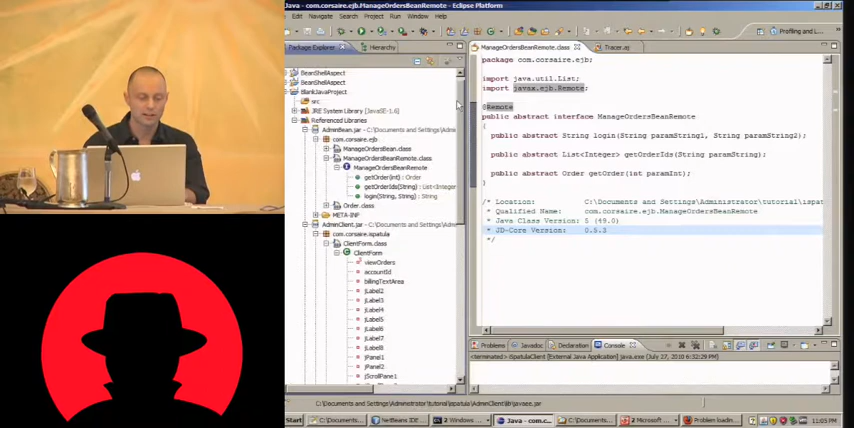 Java - com.corsaire.ejb.ManageOrdersBeanRemote - Eclipse Platform
Edit Navigate Search Project Run Window Help
Profiling and L
Package Explorer Hierarchy
BeanShellAspect
BeanShellAspect
BlankJavaProject
src
JRE System Library [JavaSE-1.6]
Referenced Libraries
AdminBean.jar - C:\Documents and Settings\Admin
com.corsaire.ejb
ManageOrdersBean.class
ManageOrdersBeanRemote.class
ManageOrdersBeanRemote
getOrder(int) : Order
getOrderIds(String) : List<Integer
login(String, String) : String
Order.class
META-INF
AdminClient.jar - C:\Documents and Settings\Admi
com.corsaire.ispatula
ClientForm.class
ClientForm
viewOrders
accountId
billingTextArea
jLabel2
jLabel3
jLabel4
jLabel5
jLabel6
jLabel7
jLabel8
jPanel1
jPanel2
jScrollPane1
ManageOrdersBeanRemote.class Tracer.aj
package com.corsaire.ejb;
import java.util.List;
import javax.ejb.Remote;
@Remote
public abstract interface ManageOrdersBeanRemote
{
public abstract String login(String paramString1, String paramString2);
public abstract List<Integer> getOrderIds(String paramString);
public abstract Order getOrder(int paramInt);
}
/* Location: C:\Documents and Settings\Administrator\tutorial\ispat
* Qualified Name: com.corsaire.ejb.ManageOrdersBeanRemote
* Java Class Version: 5 (49.0)
* JD-Core Version: 0.5.3
*/
Problems Javadoc Declaration Console
<terminated> ispatulaClient [External Java Application] java.exe (July 27, 2010 6:32:29 PM)
C:\Documents and Settings\Administrator\tutorial\ispatula\AdminClient\lib\javaee.jar
Start C:\Documents... NetBeans IDE 2 Windows ... Java - com.c... C:\Documents... 2 Microsoft ... Problem loadin... 11:03 PM